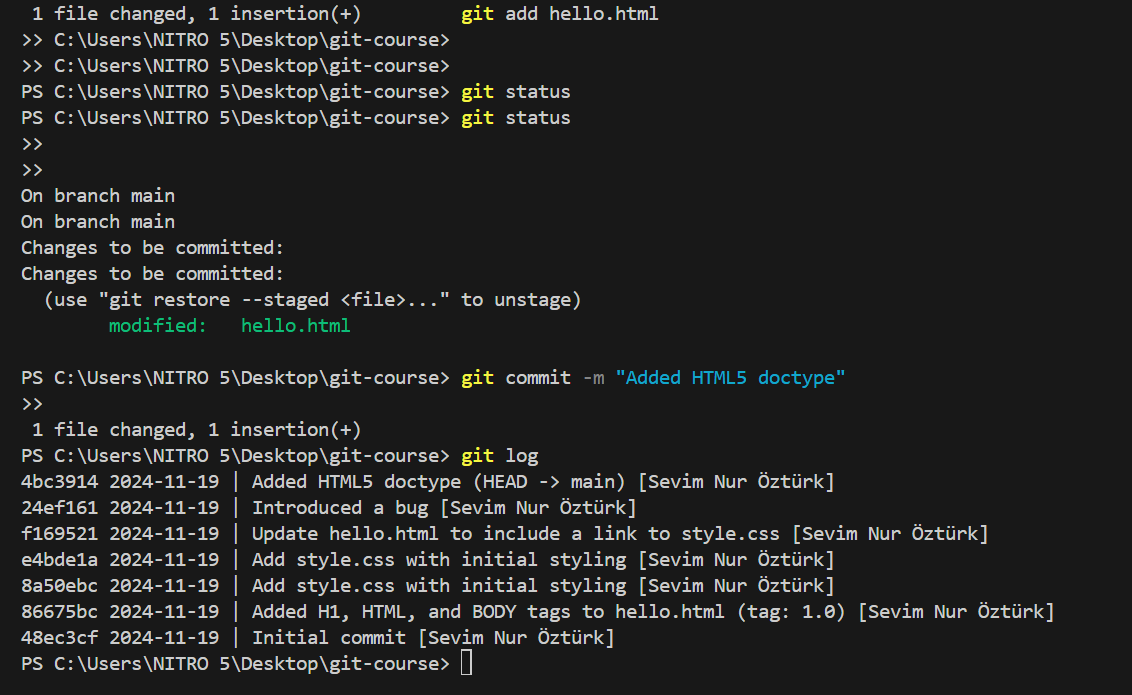 1 file changed, 1 insertion(+)         git add hello.html
>> C:\Users\NITRO 5\Desktop\git-course>
>> C:\Users\NITRO 5\Desktop\git-course>
PS C:\Users\NITRO 5\Desktop\git-course> git status
PS C:\Users\NITRO 5\Desktop\git-course> git status
>>
>>
On branch main
On branch main
Changes to be committed:
Changes to be committed:
  (use "git restore --staged <file>..." to unstage)
        modified:   hello.html
PS C:\Users\NITRO 5\Desktop\git-course> git commit -m "Added HTML5 doctype"
>>
 1 file changed, 1 insertion(+)
PS C:\Users\NITRO 5\Desktop\git-course> git log
4bc3914 2024-11-19 | Added HTML5 doctype (HEAD -> main) [Sevim Nur Öztürk]
24ef161 2024-11-19 | Introduced a bug [Sevim Nur Öztürk]
f169521 2024-11-19 | Update hello.html to include a link to style.css [Sevim Nur Öztürk]
e4bde1a 2024-11-19 | Add style.css with initial styling [Sevim Nur Öztürk]
8a50ebc 2024-11-19 | Add style.css with initial styling [Sevim Nur Öztürk]
86675bc 2024-11-19 | Added H1, HTML, and BODY tags to hello.html (tag: 1.0) [Sevim Nur Öztürk]
48ec3cf 2024-11-19 | Initial commit [Sevim Nur Öztürk]
PS C:\Users\NITRO 5\Desktop\git-course>